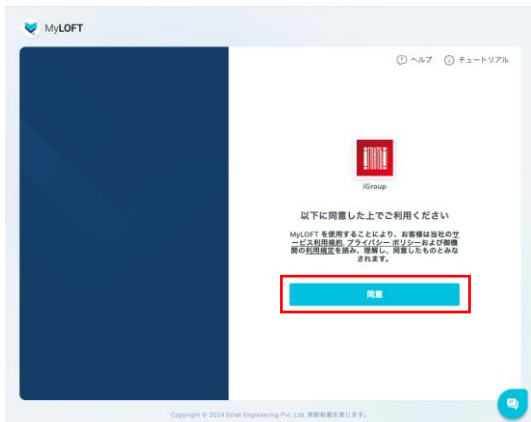 MyLOFT
ヘルプ チュートリアル
iGroup
以下に同意した上でご利用ください
MyLOFT を使用することにより、お客様は当社のサ
ービス利用規約, プライバシー ポリシーおよび御機
関の利用規定を読み、理解し、同意したものとみな
されます。
同意
Copyright © 2024 Eclat Engineering Pvt. Ltd. 無断転載を禁じます。